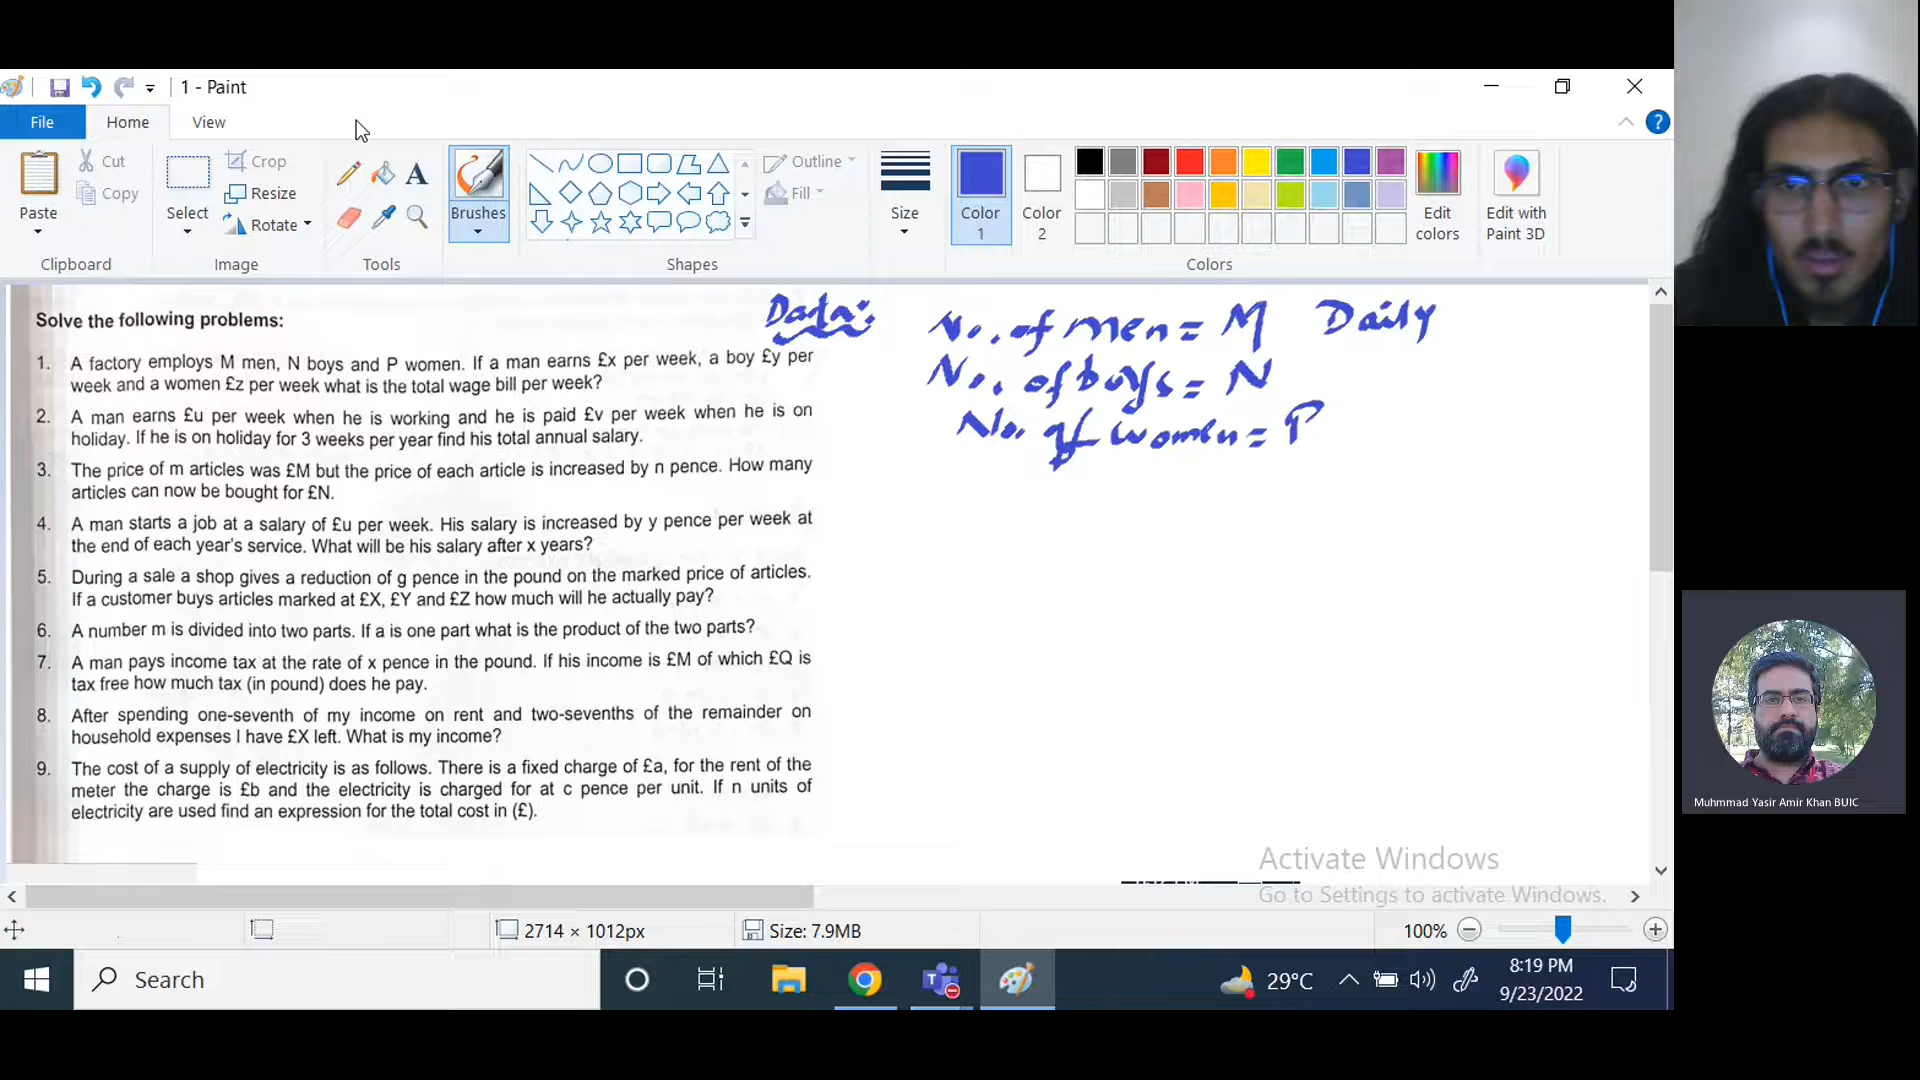 1 - Paint
File Home View
Paste
Cut
Copy
Clipboard
Select
Crop
Resize
Rotate
Image
Tools
Brushes
Shapes
Outline
Fill
Size
Color 1
Color 2
Colors
Edit colors
Edit with Paint 3D
Solve the following problems:
1. A factory employs M men, N boys and P women. If a man earns £x per week, a boy £y per
week and a women £z per week what is the total wage bill per week?
2. A man earns £u per week when he is working and he is paid £v per week when he is on
holiday. If he is on holiday for 3 weeks per year find his total annual salary.
3. The price of m articles was £M but the price of each article is increased by n pence. How many
articles can now be bought for £N.
4. A man starts a job at a salary of £u per week. His salary is increased by y pence per week at
the end of each year's service. What will be his salary after x years?
5. During a sale a shop gives a reduction of g pence in the pound on the marked price of articles.
If a customer buys articles marked at £X, £Y and £Z how much will he actually pay?
6. A number m is divided into two parts. If a is one part what is the product of the two parts?
7. A man pays income tax at the rate of x pence in the pound. If his income is £M of which £Q is
tax free how much tax (in pound) does he pay.
8. After spending one-seventh of my income on rent and two-sevenths of the remainder on
household expenses I have £X left. What is my income?
9. The cost of a supply of electricity is as follows. There is a fixed charge of £a, for the rent of the
meter the charge is £b and the electricity is charged for at c pence per unit. If n units of
electricity are used find an expression for the total cost in (£).
Data:
No. of men = M Daily
No. of boys = N
No. of women = P
Activate Windows
Go to Settings to activate Windows.
2714 × 1012px
Size: 7.9MB
100%
Search
29°C
8:19 PM
9/23/2022
Muhmmad Yasir Amir Khan BUIC